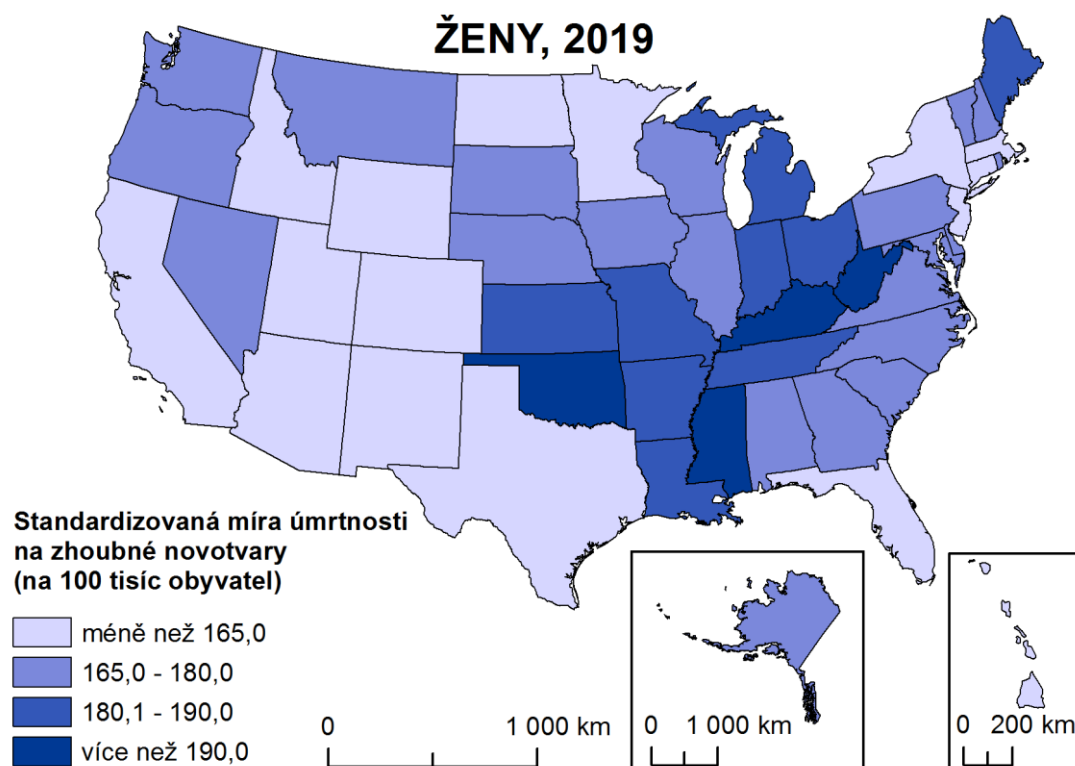 ŽENY, 2019
Standardizovaná míra úmrtnosti
na zhoubné novotvary
(na 100 tisíc obyvatel)
méně než 165,0
165,0 - 180,0
180,1 - 190,0
více než 190,0
0 1 000 km
0 1 000 km
0 200 km